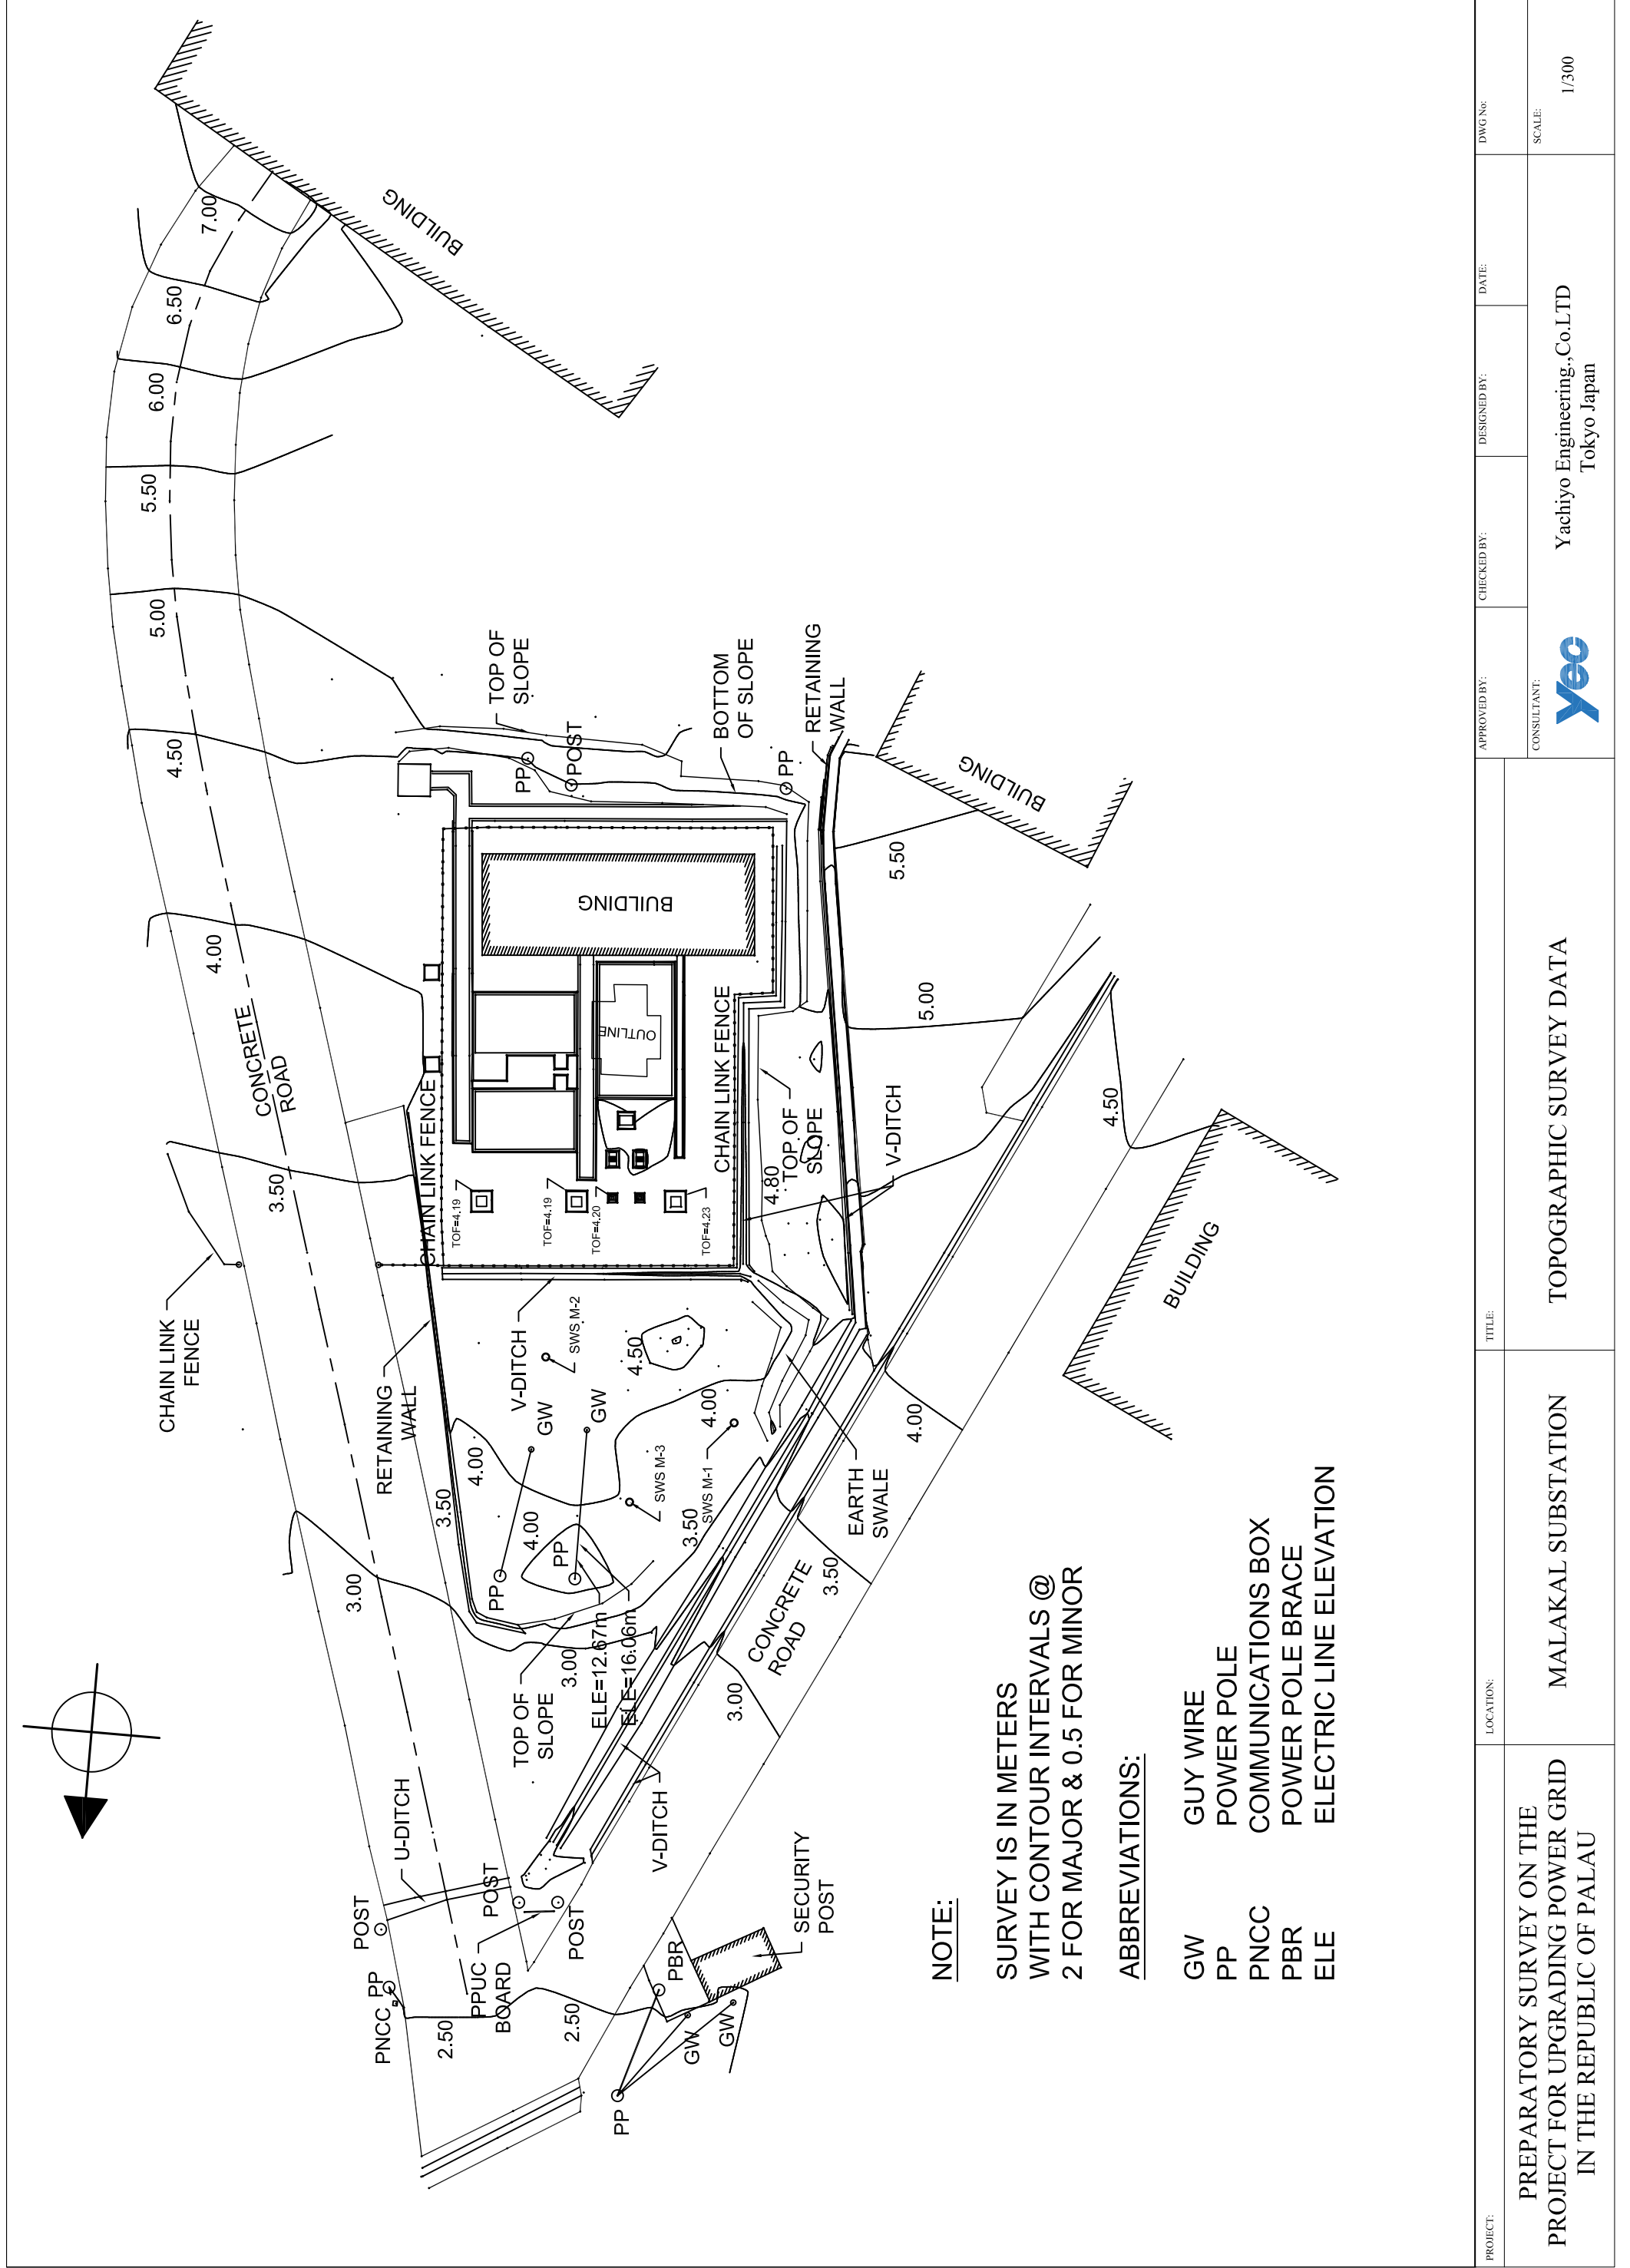 7.00
6.50
6.00
5.50
5.00
4.50
4.00
3.50
3.00
2.50
BUILDING
CONCRETE
ROAD
CHAIN LINK
FENCE
RETAINING
WALL
CHAIN LINK FENCE
TOP OF
SLOPE
PP
POST
BOTTOM
OF SLOPE
PP
RETAINING
WALL
BUILDING
BUILDING
OUTLINE
CHAIN LINK FENCE
5.50
5.00
4.50
TOF=4.19
TOF=4.19
TOF=4.20
TOF=4.23
4.80
TOP OF
SLOPE
V-DITCH
V-DITCH
SWS M-2
4.50
GW
GW
4.00
4.00
3.50
4.00
SWS M-3
SWS M-1
3.50
PP
PP
EARTH
SWALE
BUILDING
4.00
3.50
3.00
CONCRETE
ROAD
TOP OF
SLOPE
3.00
ELE=12.67m
ELE=16.06m
V-DITCH
U-DITCH
POST
POST
POST
PNCC
PP
PPUC
BOARD
2.50
PBR
GW
GW
PP
SECURITY
POST
NOTE:
SURVEY IS IN METERS
WITH CONTOUR INTERVALS @
2 FOR MAJOR & 0.5 FOR MINOR
ABBREVIATIONS:
GW GUY WIRE
PP POWER POLE
PNCC COMMUNICATIONS BOX
PBR POWER POLE BRACE
ELE ELECTRIC LINE ELEVATION
PROJECT:
PREPARATORY SURVEY ON THE
PROJECT FOR UPGRADING POWER GRID
IN THE REPUBLIC OF PALAU
LOCATION:
MALAKAL SUBSTATION
TITLE:
TOPOGRAPHIC SURVEY DATA
APPROVED BY:
CHECKED BY:
DESIGNED BY:
DATE:
DWG No:
CONSULTANT:
yec
Yachiyo Engineering.,Co.LTD
Tokyo Japan
SCALE:
1/300